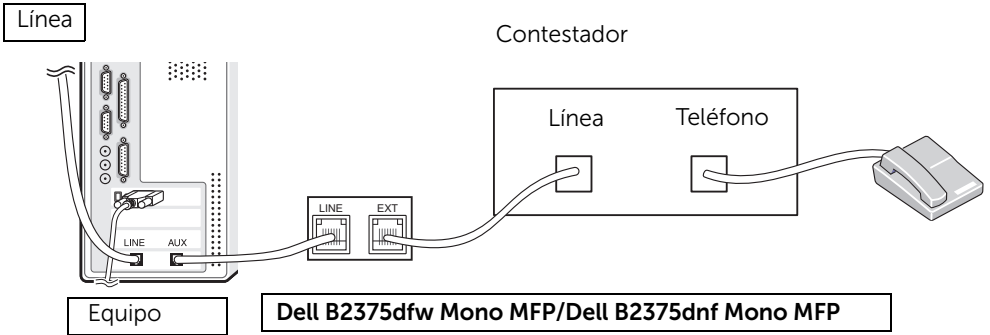 Línea
Contestador
Línea Teléfono
LINE EXT
LINE AUX
Equipo
Dell B2375dfw Mono MFP/Dell B2375dnf Mono MFP